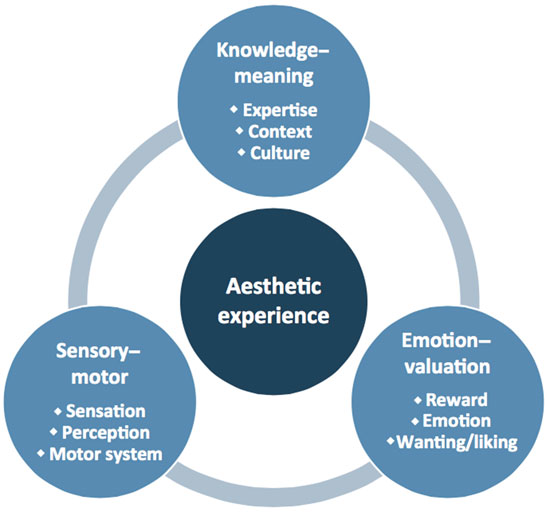 Knowledge–
meaning
◆ Expertise
◆ Context
◆ Culture
Aesthetic
experience
Sensory–
motor
◆ Sensation
◆ Perception
◆ Motor system
Emotion–
valuation
◆ Reward
◆ Emotion
◆ Wanting/liking